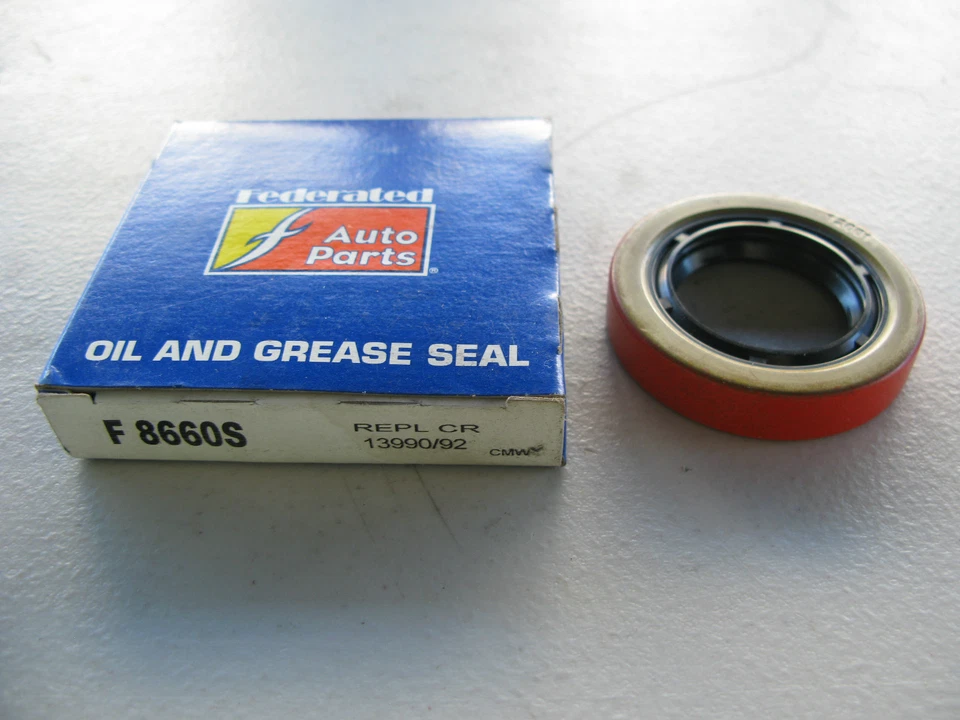 Federated
Auto
Parts®
OIL AND GREASE SEAL
F 8660S
REPL CR
13990/92
CMW